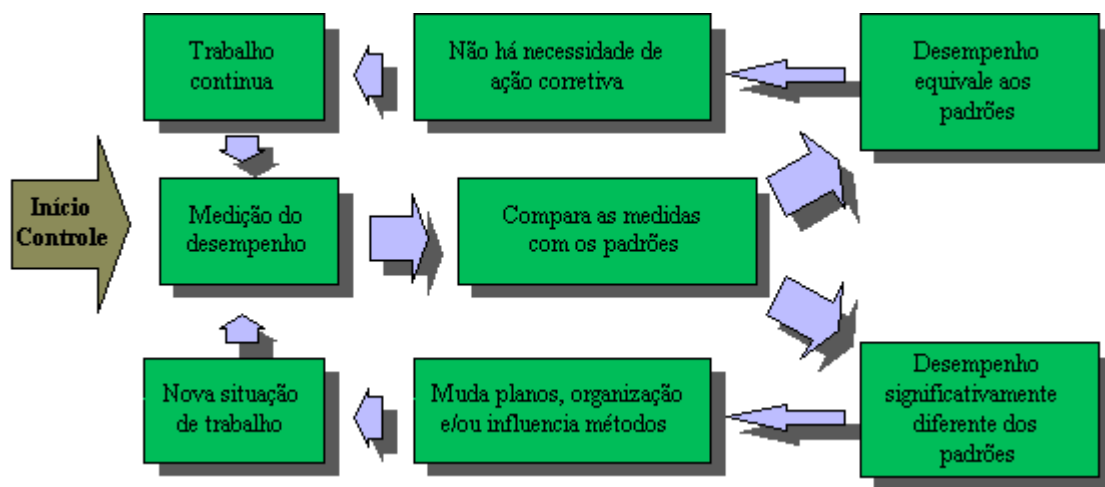 Trabalho
continua
Não há necessidade de
ação corretiva
Desempenho
equivale aos
padrões
Início
Controle
Medição do
desempenho
Compara as medidas
com os padrões
Nova situação
de trabalho
Muda planos, organização
e/ou influencia métodos
Desempenho
significativamente
diferente dos
padrões